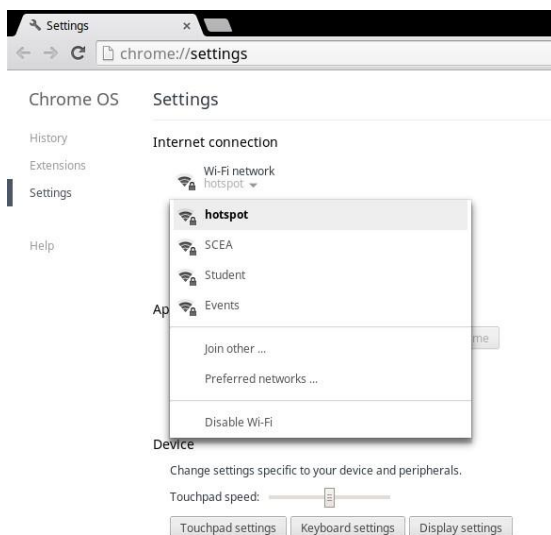 Settings
chrome://settings
Chrome OS
Settings
History
Extensions
Settings
Help
Internet connection
Wi-Fi network
hotspot
hotspot
SCEA
Student
Events
Join other ...
Preferred networks ...
Disable Wi-Fi
Device
Change settings specific to your device and peripherals.
Touchpad speed:
Touchpad settings
Keyboard settings
Display settings